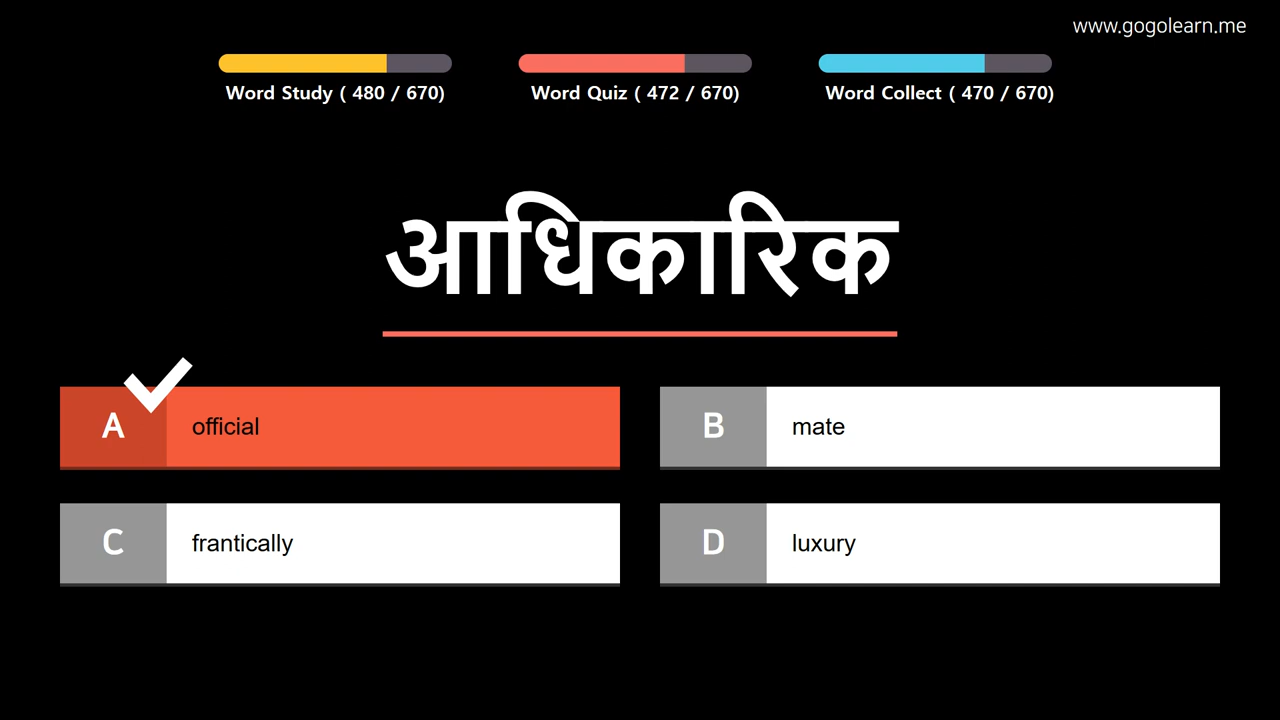 www.gogolearn.me
Word Study ( 480 / 670)
Word Quiz ( 472 / 670)
Word Collect ( 470 / 670)
आधिकारिक
A official
B mate
C frantically
D luxury